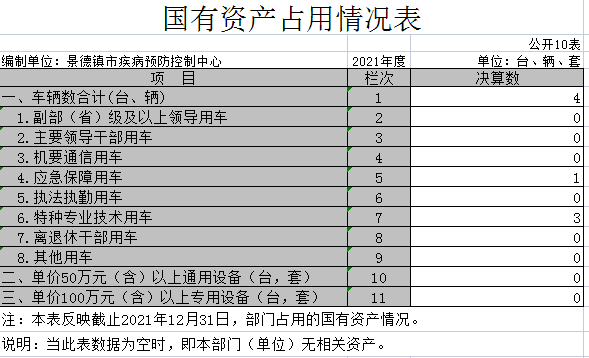 国有资产占用情况表
公开10表
编制单位：景德镇市疾病预防控制中心 2021年度 单位：台、辆、套
项 目 栏次 决算数
一、车辆数合计(台、辆) 1 4
1.副部（省）级及以上领导用车 2 0
2.主要领导干部用车 3 0
3.机要通信用车 4 0
4.应急保障用车 5 1
5.执法执勤用车 6 0
6.特种专业技术用车 7 3
7.离退休干部用车 8 0
8.其他用车 9 0
二、单价50万元（含）以上通用设备（台，套） 10 0
三、单价100万元（含）以上专用设备（台，套） 11 0
注：本表反映截止2021年12月31日，部门占用的国有资产情况。
说明：当此表数据为空时，即本部门（单位）无相关资产。